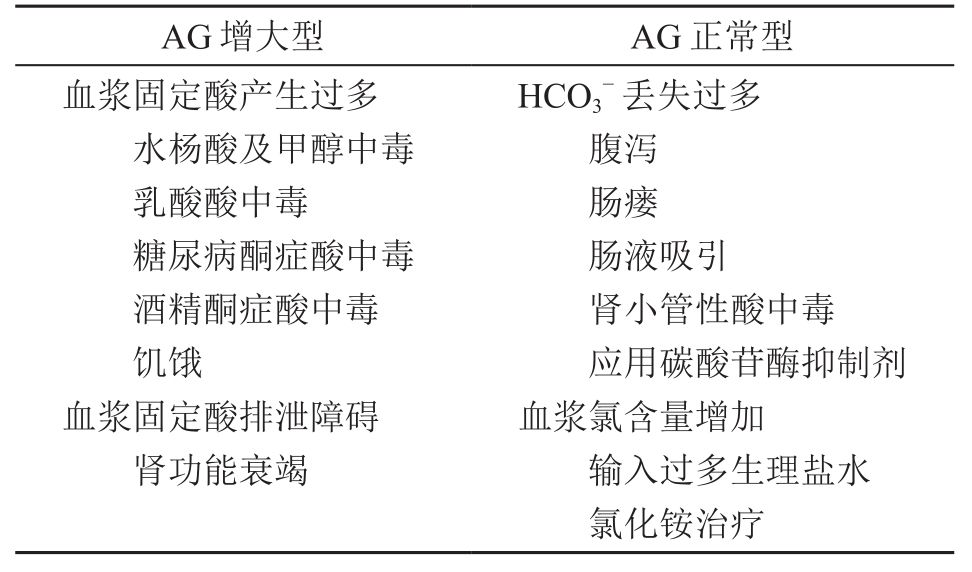 AG 增大型 AG 正常型
血浆固定酸产生过多 HCO₃⁻ 丢失过多
水杨酸及甲醇中毒 腹泻
乳酸酸中毒 肠瘘
糖尿病酮症酸中毒 肠液吸引
酒精酮症酸中毒 肾小管性酸中毒
饥饿 应用碳酸苷酶抑制剂
血浆固定酸排泄障碍 血浆氯含量增加
肾功能衰竭 输入过多生理盐水
氯化铵治疗